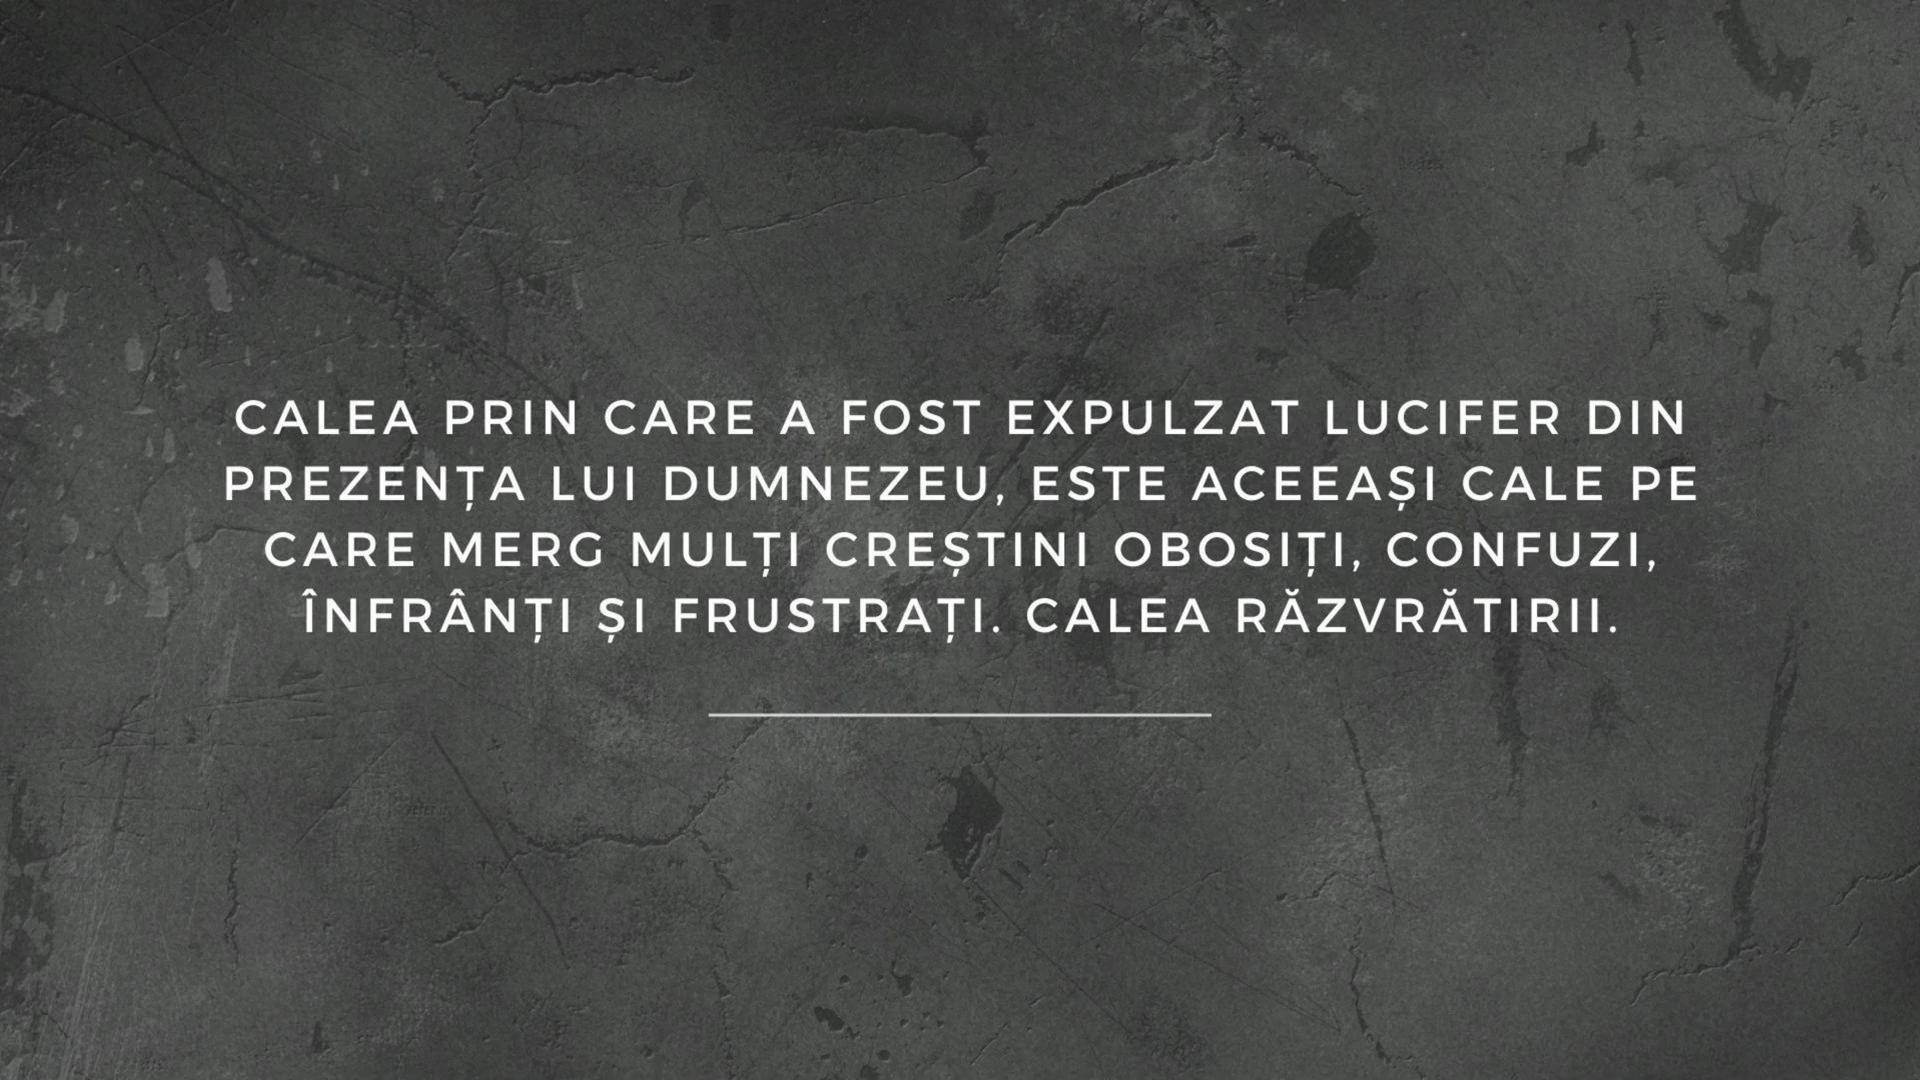 CALEA PRIN CARE A FOST EXPULZAT LUCIFER DIN
PREZENȚA LUI DUMNEZEU, ESTE ACEEAȘI CALE PE
CARE MERG MULȚI CREȘTINI OBOSIȚI, CONFUZI,
ÎNFRÂNȚI ȘI FRUSTRAȚI. CALEA RĂZVRĂTIRII.